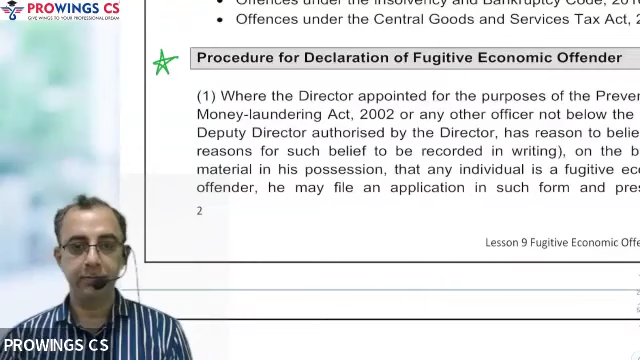 PROWINGS CS
GIVE WINGS TO YOUR PROFESSIONAL DREAM
Offences under the Insolvency and Bankruptcy Code, 2016
• Offences under the Central Goods and Services Tax Act, 2
Procedure for Declaration of Fugitive Economic Offender
(1) Where the Director appointed for the purposes of the Preven
Money-laundering Act, 2002 or any other officer not below the
Deputy Director authorised by the Director, has reason to belie
reasons for such belief to be recorded in writing), on the b
material in his possession, that any individual is a fugitive eco
offender, he may file an application in such form and pres
2
Lesson 9 Fugitive Economic Offe
PROWINGS CS